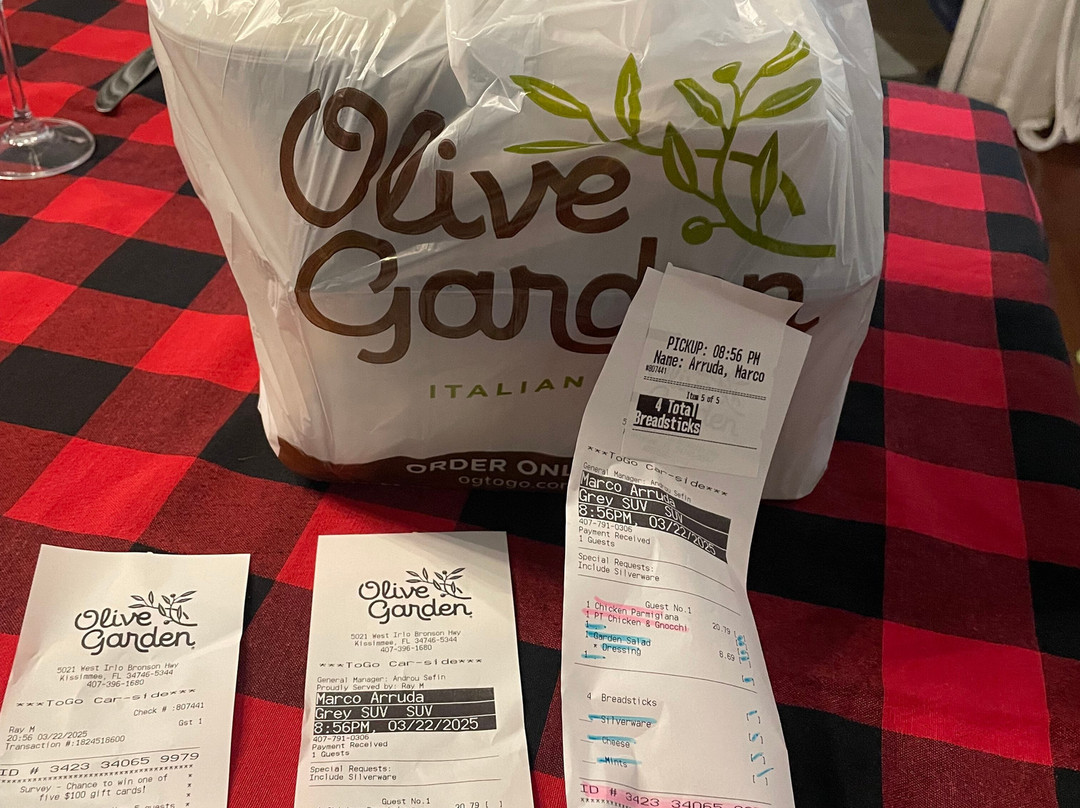 Olive
Garden
ITALIAN
ORDER ONL
ogtogo.com
PICKUP: 08:56 PM
Name: Arruda, Marco
#807441
Item 5 of 5
4 Total
Breadsticks
***ToGo Car-side***
General Manager: Androu Sefin
Marco Arruda
Grey SUV SUV
8:56PM, 03/22/2025
407-791-0306
Payment Received
1 Guests
Special Requests:
Include Silverware
Guest No.1
1 Chicken Parmigiana 20.79 [
1 PT Chicken & Gnocchi
1 Garden Salad 8.69 [
* Dressing
4 Breadsticks
Silverware [ ]
Cheese [ ]
Mints [ ]
ID # 3423 34065
Olive
Garden
5021 West Irlo Bronson Hwy
Kissimmee, FL 34746-5344
407-396-1680
***ToGo Car-side***
Check # :807441
Gst 1
Ray M
20:56 03/22/2025
Transaction #:1824518600
ID # 3423 34065 9979
Survey - Chance to win one of
five $100 gift cards!
Olive
Garden
5021 West Irlo Bronson Hwy
Kissimmee, FL 34746-5344
407-396-1680
***ToGo Car-side***
General Manager: Androu Sefin
Proudly Served by: Ray M
Marco Arruda
Grey SUV SUV
8:56PM, 03/22/2025
407-791-0306
Payment Received
1 Guests
Special Requests:
Include Silverware
Guest No.1
20.79 [ ]